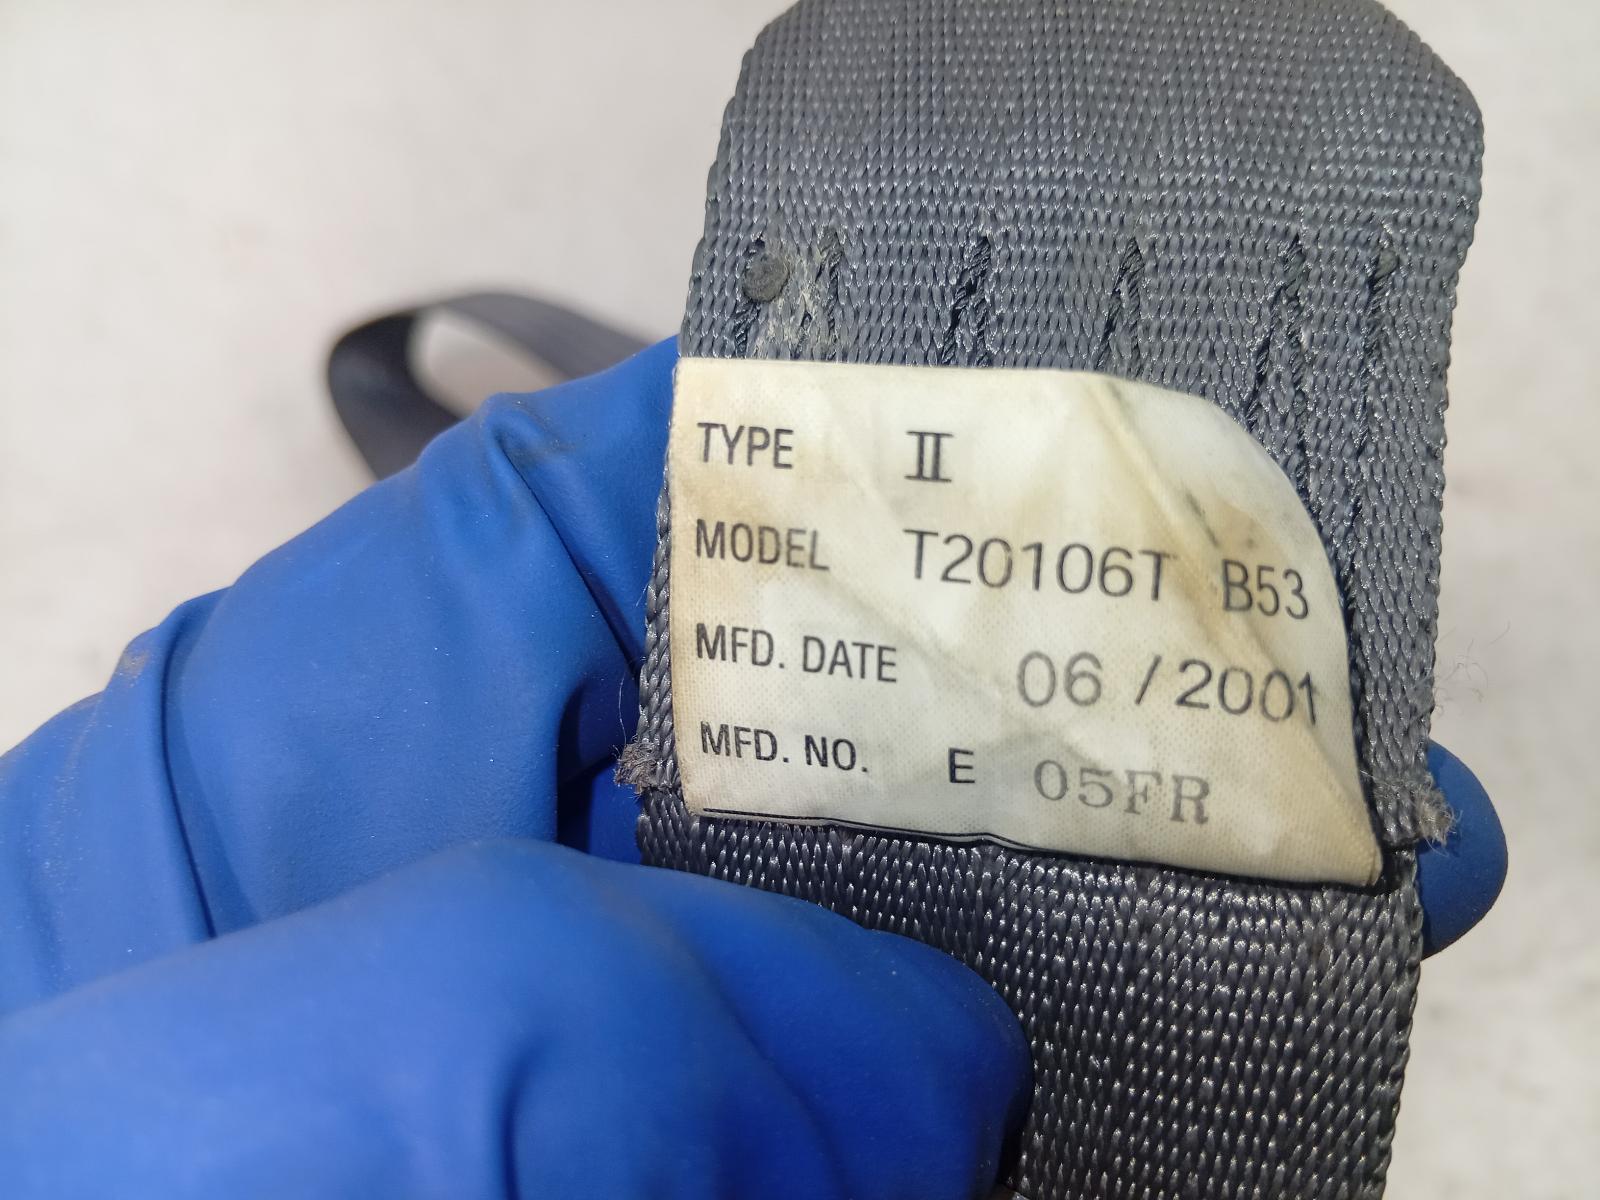 TYPE II
MODEL T20106T B53
MFD. DATE 06 / 2001
MFD. NO. E 05FR